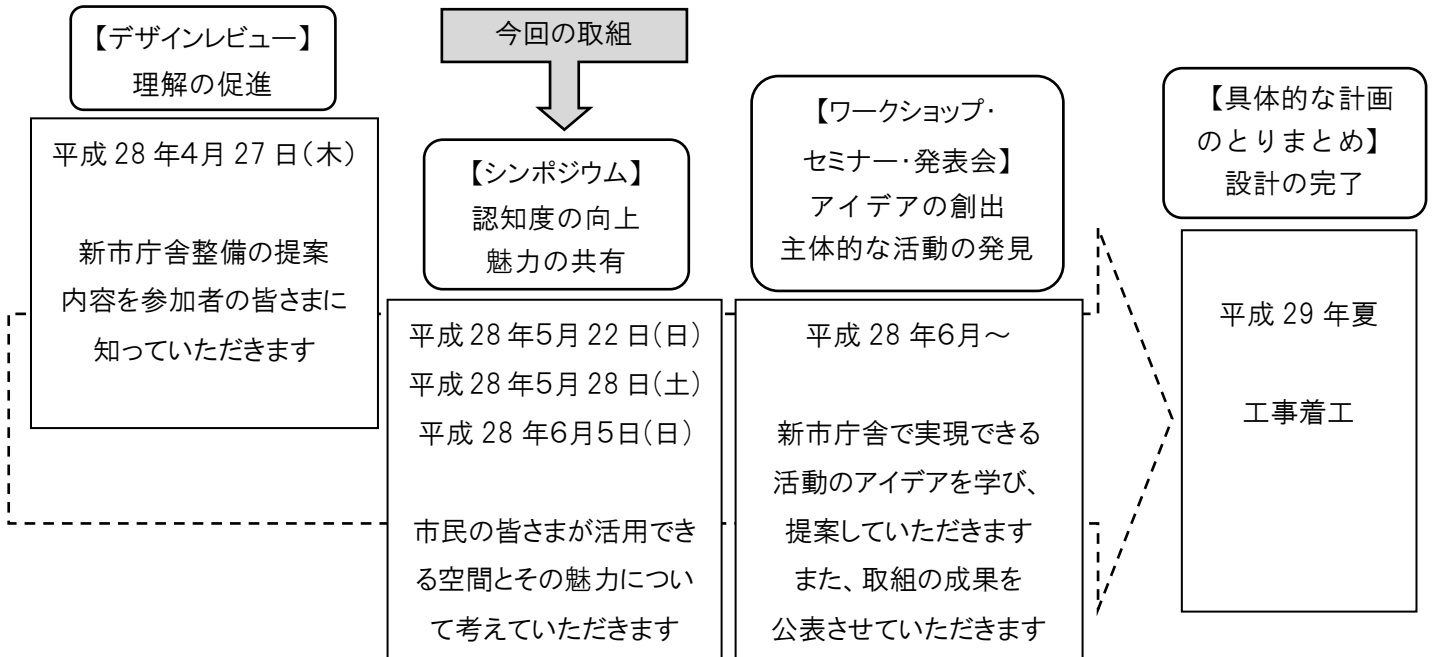 【デザインレビュー】
理解の促進
平成 28 年4月 27 日(木)
新市庁舎整備の提案
内容を参加者の皆さまに
知っていただきます
今回の取組
【シンポジウム】
認知度の向上
魅力の共有
平成 28 年5月 22 日(日)
平成 28 年5月 28 日(土)
平成 28 年6月5日(日)
市民の皆さまが活用でき
る空間とその魅力につい
て考えていただきます
【ワークショップ・
セミナー・発表会】
アイデアの創出
主体的な活動の発見
平成 28 年6月～
新市庁舎で実現できる
活動のアイデアを学び、
提案していただきます
また、取組の成果を
公表させていただきます
【具体的な計画
のとりまとめ】
設計の完了
平成 29 年夏
工事着工